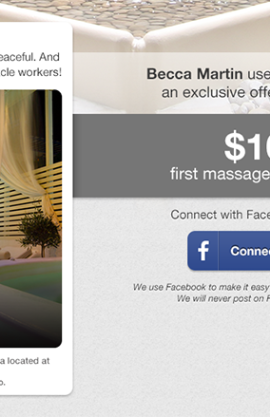 eaceful. And
cle workers!
a located at
o.
Becca Martin use
an exclusive offe
$10
first massage
Connect with Face
f Connec
We use Facebook to make it easy
We will never post on F